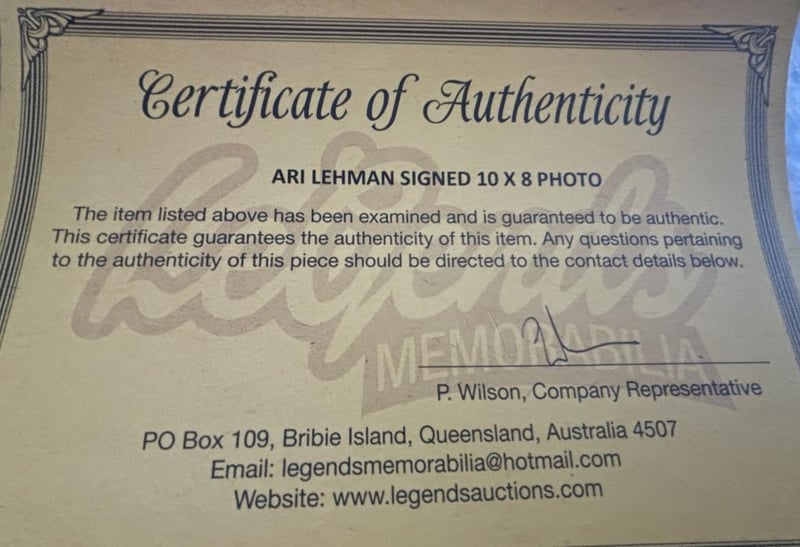 Certificate of Authenticity
ARI LEHMAN SIGNED 10 X 8 PHOTO
The item listed above has been examined and is guaranteed to be authentic.
This certificate guarantees the authenticity of this item. Any questions pertaining
to the authenticity of this piece should be directed to the contact details below.
Legends
MEMORABILIA
P. Wilson, Company Representative
PO Box 109, Bribie Island, Queensland, Australia 4507
Email: legendsmemorabilia@hotmail.com
Website: www.legendsauctions.com